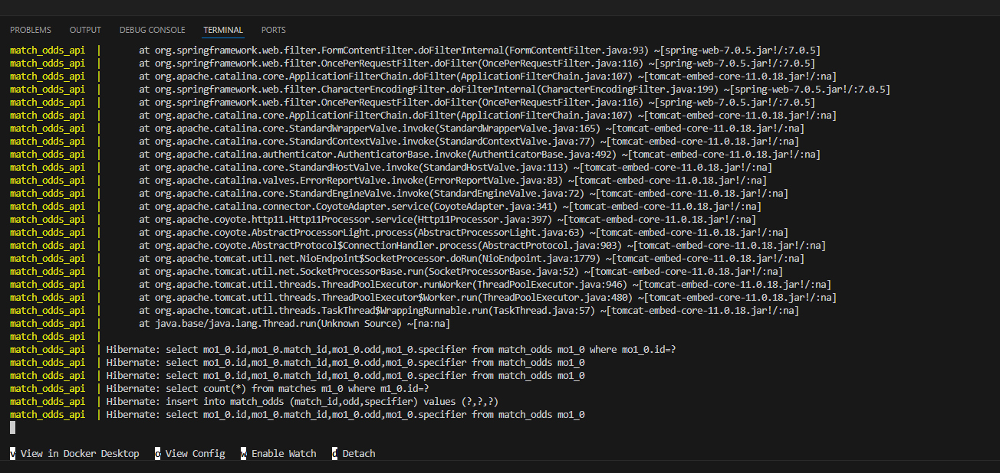 PROBLEMS OUTPUT DEBUG CONSOLE TERMINAL PORTS
match_odds_api | at org.springframework.web.filter.FormContentFilter.doFilterInternal(FormContentFilter.java:93) ~[spring-web-7.0.5.jar!/:7.0.5]
match_odds_api | at org.springframework.web.filter.OncePerRequestFilter.doFilter(OncePerRequestFilter.java:116) ~[spring-web-7.0.5.jar!/:7.0.5]
match_odds_api | at org.apache.catalina.core.ApplicationFilterChain.doFilter(ApplicationFilterChain.java:107) ~[tomcat-embed-core-11.0.18.jar!/:na]
match_odds_api | at org.springframework.web.filter.CharacterEncodingFilter.doFilterInternal(CharacterEncodingFilter.java:199) ~[spring-web-7.0.5.jar!/:7.0.5]
match_odds_api | at org.springframework.web.filter.OncePerRequestFilter.doFilter(OncePerRequestFilter.java:116) ~[spring-web-7.0.5.jar!/:7.0.5]
match_odds_api | at org.apache.catalina.core.ApplicationFilterChain.doFilter(ApplicationFilterChain.java:107) ~[tomcat-embed-core-11.0.18.jar!/:na]
match_odds_api | at org.apache.catalina.core.StandardWrapperValve.invoke(StandardWrapperValve.java:165) ~[tomcat-embed-core-11.0.18.jar!/:na]
match_odds_api | at org.apache.catalina.core.StandardContextValve.invoke(StandardContextValve.java:77) ~[tomcat-embed-core-11.0.18.jar!/:na]
match_odds_api | at org.apache.catalina.authenticator.AuthenticatorBase.invoke(AuthenticatorBase.java:492) ~[tomcat-embed-core-11.0.18.jar!/:na]
match_odds_api | at org.apache.catalina.core.StandardHostValve.invoke(StandardHostValve.java:113) ~[tomcat-embed-core-11.0.18.jar!/:na]
match_odds_api | at org.apache.catalina.valves.ErrorReportValve.invoke(ErrorReportValve.java:83) ~[tomcat-embed-core-11.0.18.jar!/:na]
match_odds_api | at org.apache.catalina.core.StandardEngineValve.invoke(StandardEngineValve.java:72) ~[tomcat-embed-core-11.0.18.jar!/:na]
match_odds_api | at org.apache.catalina.connector.CoyoteAdapter.service(CoyoteAdapter.java:341) ~[tomcat-embed-core-11.0.18.jar!/:na]
match_odds_api | at org.apache.coyote.http11.Http11Processor.service(Http11Processor.java:397) ~[tomcat-embed-core-11.0.18.jar!/:na]
match_odds_api | at org.apache.coyote.AbstractProcessorLight.process(AbstractProcessorLight.java:63) ~[tomcat-embed-core-11.0.18.jar!/:na]
match_odds_api | at org.apache.coyote.AbstractProtocol$ConnectionHandler.process(AbstractProtocol.java:903) ~[tomcat-embed-core-11.0.18.jar!/:na]
match_odds_api | at org.apache.tomcat.util.net.NioEndpoint$SocketProcessor.doRun(NioEndpoint.java:1779) ~[tomcat-embed-core-11.0.18.jar!/:na]
match_odds_api | at org.apache.tomcat.util.net.SocketProcessorBase.run(SocketProcessorBase.java:52) ~[tomcat-embed-core-11.0.18.jar!/:na]
match_odds_api | at org.apache.tomcat.util.threads.ThreadPoolExecutor.runWorker(ThreadPoolExecutor.java:946) ~[tomcat-embed-core-11.0.18.jar!/:na]
match_odds_api | at org.apache.tomcat.util.threads.ThreadPoolExecutor$Worker.run(ThreadPoolExecutor.java:480) ~[tomcat-embed-core-11.0.18.jar!/:na]
match_odds_api | at org.apache.tomcat.util.threads.TaskThread$WrappingRunnable.run(TaskThread.java:57) ~[tomcat-embed-core-11.0.18.jar!/:na]
match_odds_api | at java.base/java.lang.Thread.run(Unknown Source) ~[na:na]
match_odds_api |
match_odds_api | Hibernate: select mo1_0.id,mo1_0.match_id,mo1_0.odd,mo1_0.specifier from match_odds mo1_0 where mo1_0.id=?
match_odds_api | Hibernate: select mo1_0.id,mo1_0.match_id,mo1_0.odd,mo1_0.specifier from match_odds mo1_0
match_odds_api | Hibernate: select mo1_0.id,mo1_0.match_id,mo1_0.odd,mo1_0.specifier from match_odds mo1_0
match_odds_api | Hibernate: select count(*) from matches m1_0 where m1_0.id=?
match_odds_api | Hibernate: insert into match_odds (match_id,odd,specifier) values (?,?,?)
match_odds_api | Hibernate: select mo1_0.id,mo1_0.match_id,mo1_0.odd,mo1_0.specifier from match_odds mo1_0
v View in Docker Desktop o View Config w Enable Watch d Detach